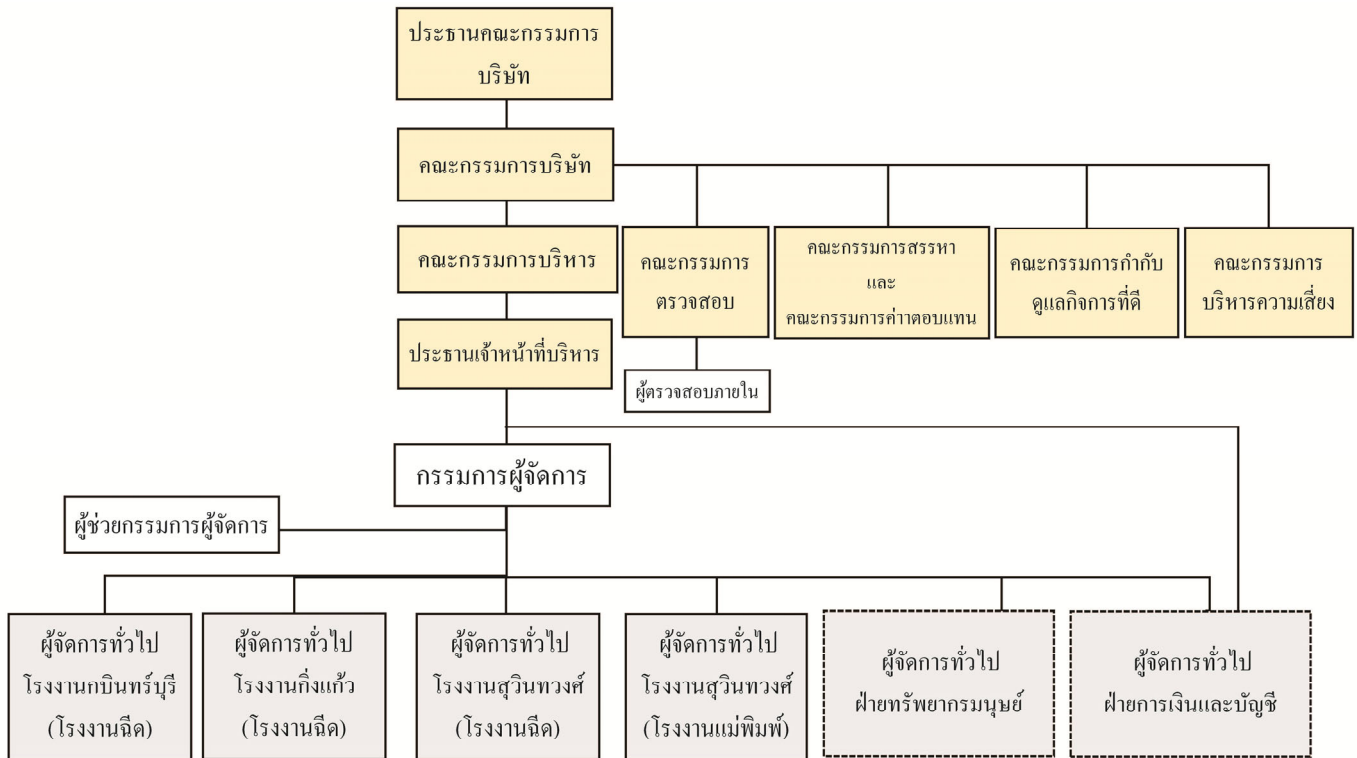 ประธานคณะกรรมการ
บริษัท
คณะกรรมการบริษัท
คณะกรรมการบริหาร
คณะกรรมการ
ตรวจสอบ
คณะกรรมการสรรหา
และ
คณะกรรมการค่าาตอบแทน
คณะกรรมการกำกับ
ดูแลกิจการที่ดี
คณะกรรมการ
บริหารความเสี่ยง
ประธานเจ้าหน้าที่บริหาร
ผู้ตรวจสอบภายใน
กรรมการผู้จัดการ
ผู้ช่วยกรรมการผู้จัดการ
ผู้จัดการทั่วไป
โรงงานกบินทร์บุรี
(โรงงานฉีด)
ผู้จัดการทั่วไป
โรงงานกิ่งแก้ว
(โรงงานฉีด)
ผู้จัดการทั่วไป
โรงงานสุวินทวงศ์
(โรงงานฉีด)
ผู้จัดการทั่วไป
โรงงานสุวินทวงศ์
(โรงงานแม่พิมพ์)
ผู้จัดการทั่วไป
ฝ่ายทรัพยากรมนุษย์
ผู้จัดการทั่วไป
ฝ่ายการเงินและบัญชี